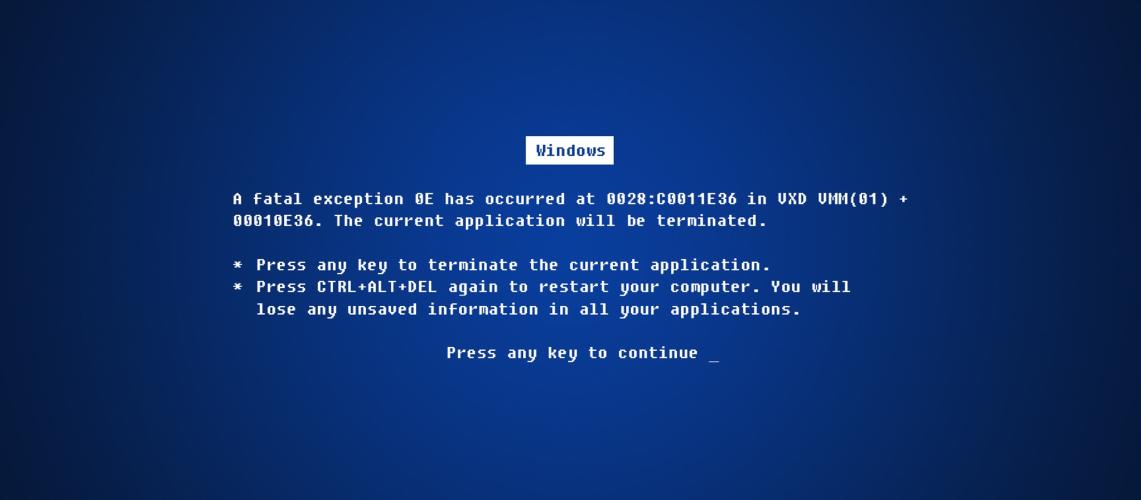 Windows
A fatal exception 0E has occurred at 0028:C0011E36 in VXD VMM(01) +
00010E36. The current application will be terminated.
* Press any key to terminate the current application.
* Press CTRL+ALT+DEL again to restart your computer. You will
lose any unsaved information in all your applications.
Press any key to continue _